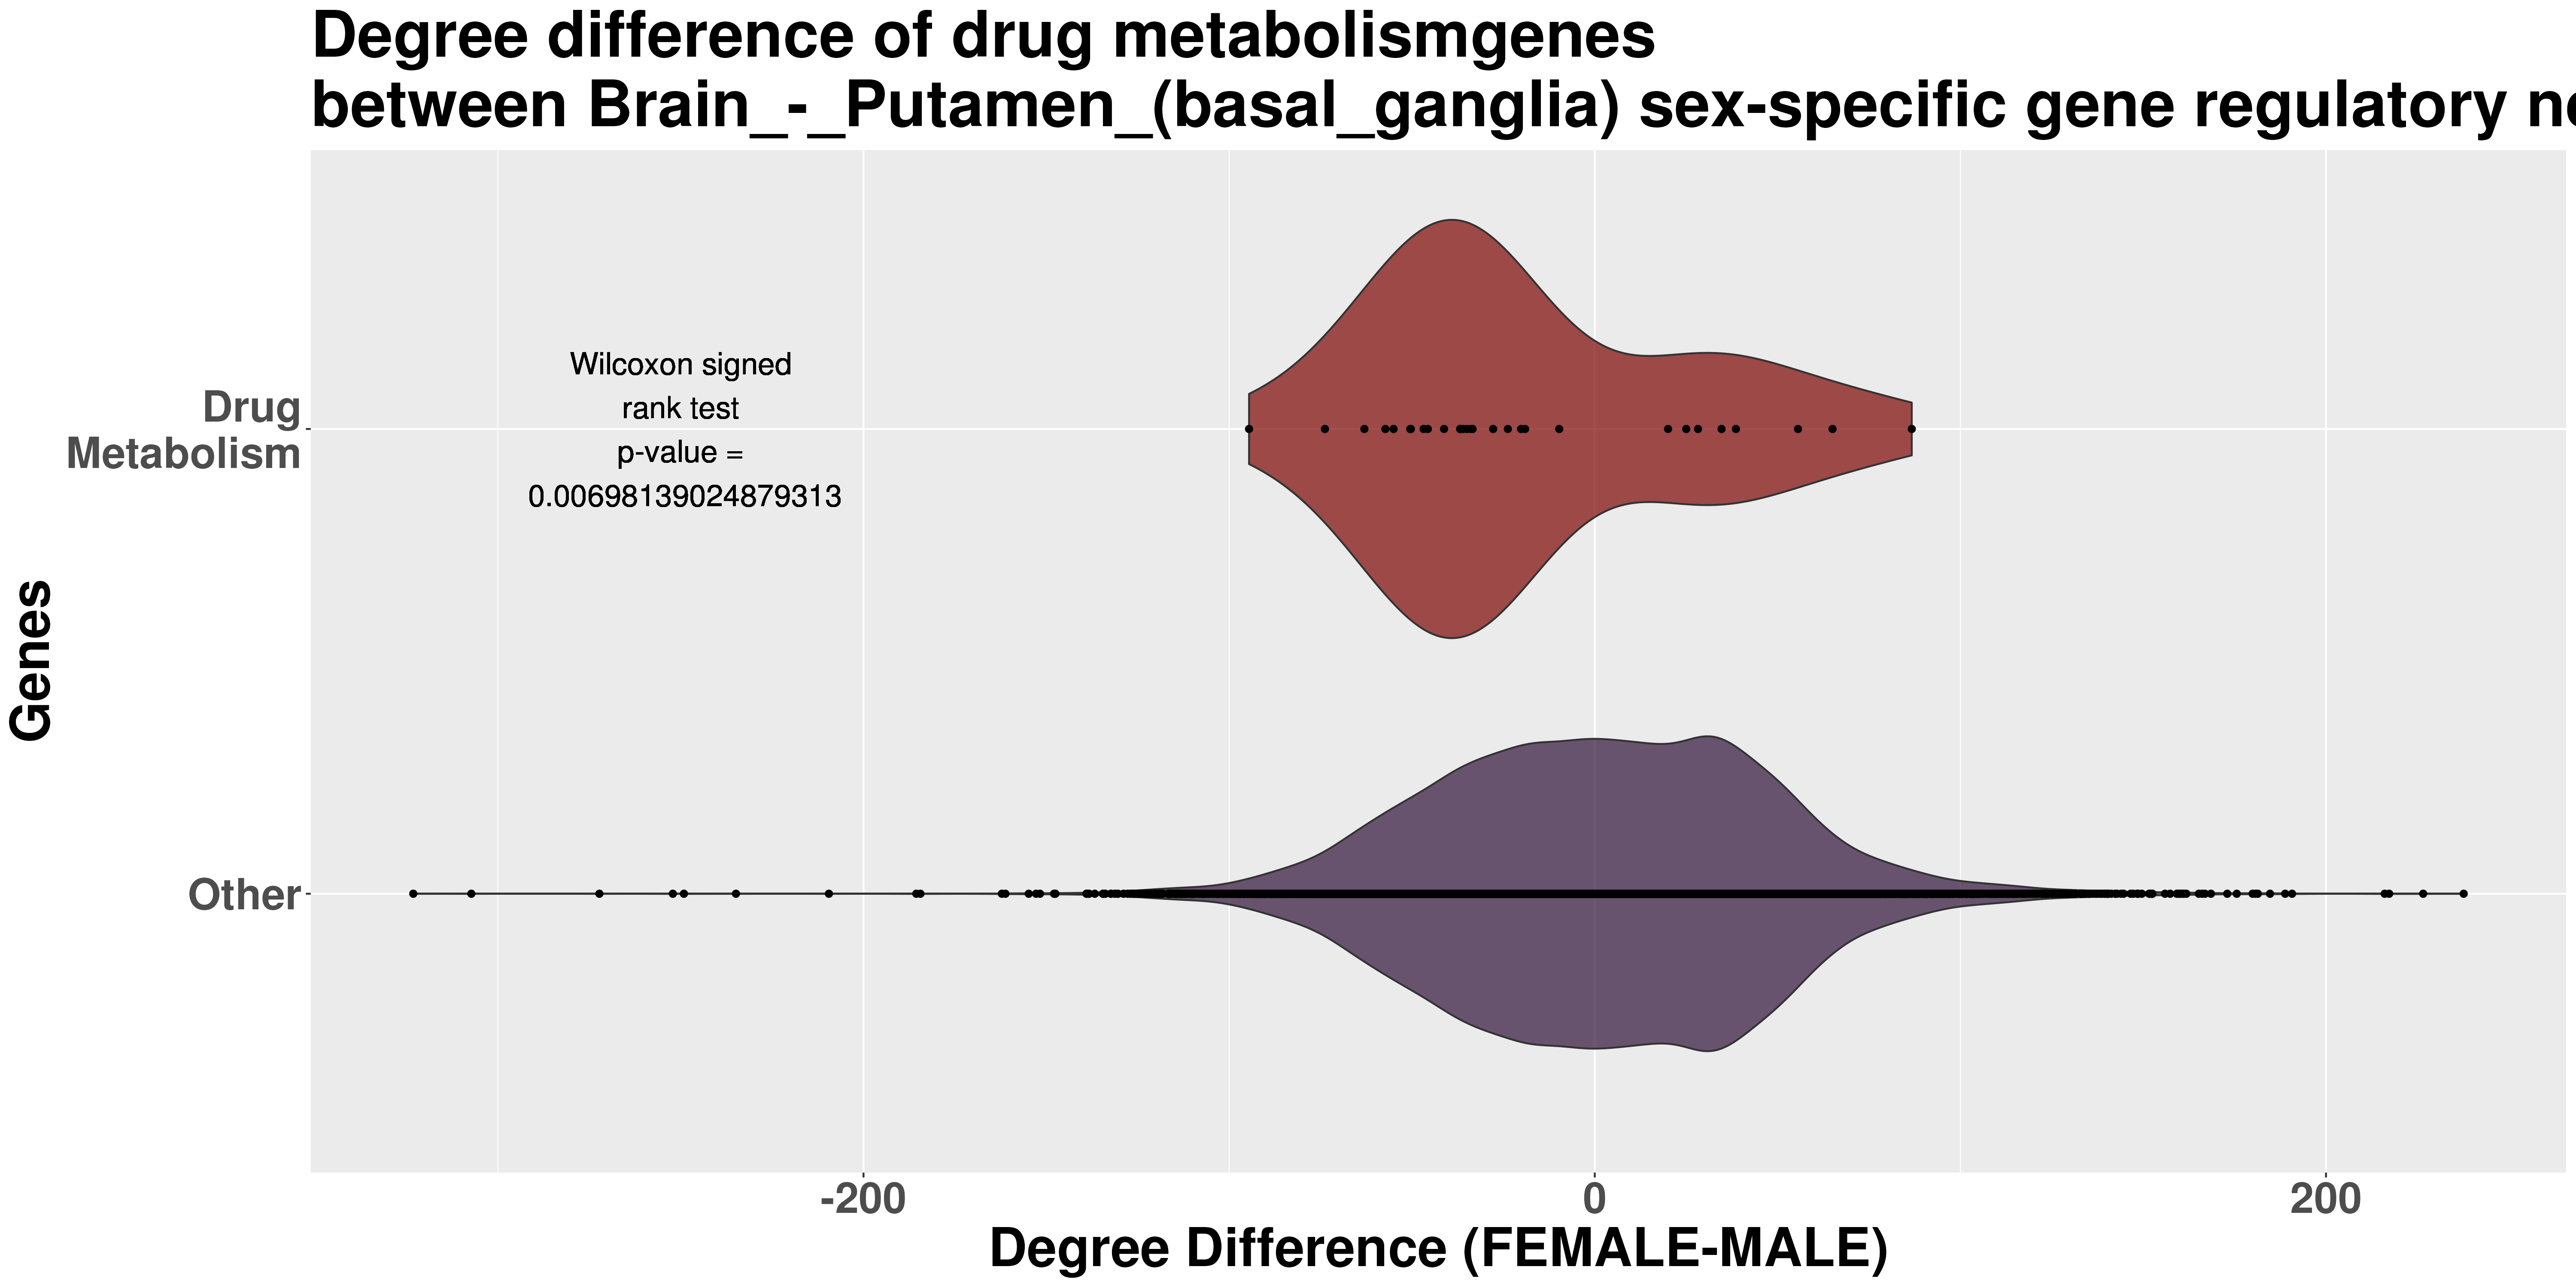 Degree difference of drug metabolismgenes
between Brain_-_Putamen_(basal_ganglia) sex-specific gene regulatory
Wilcoxon signed
rank test
p-value =
0.00698139024879313
Drug
Metabolism
Other
Genes
-200
0
200
Degree Difference (FEMALE-MALE)